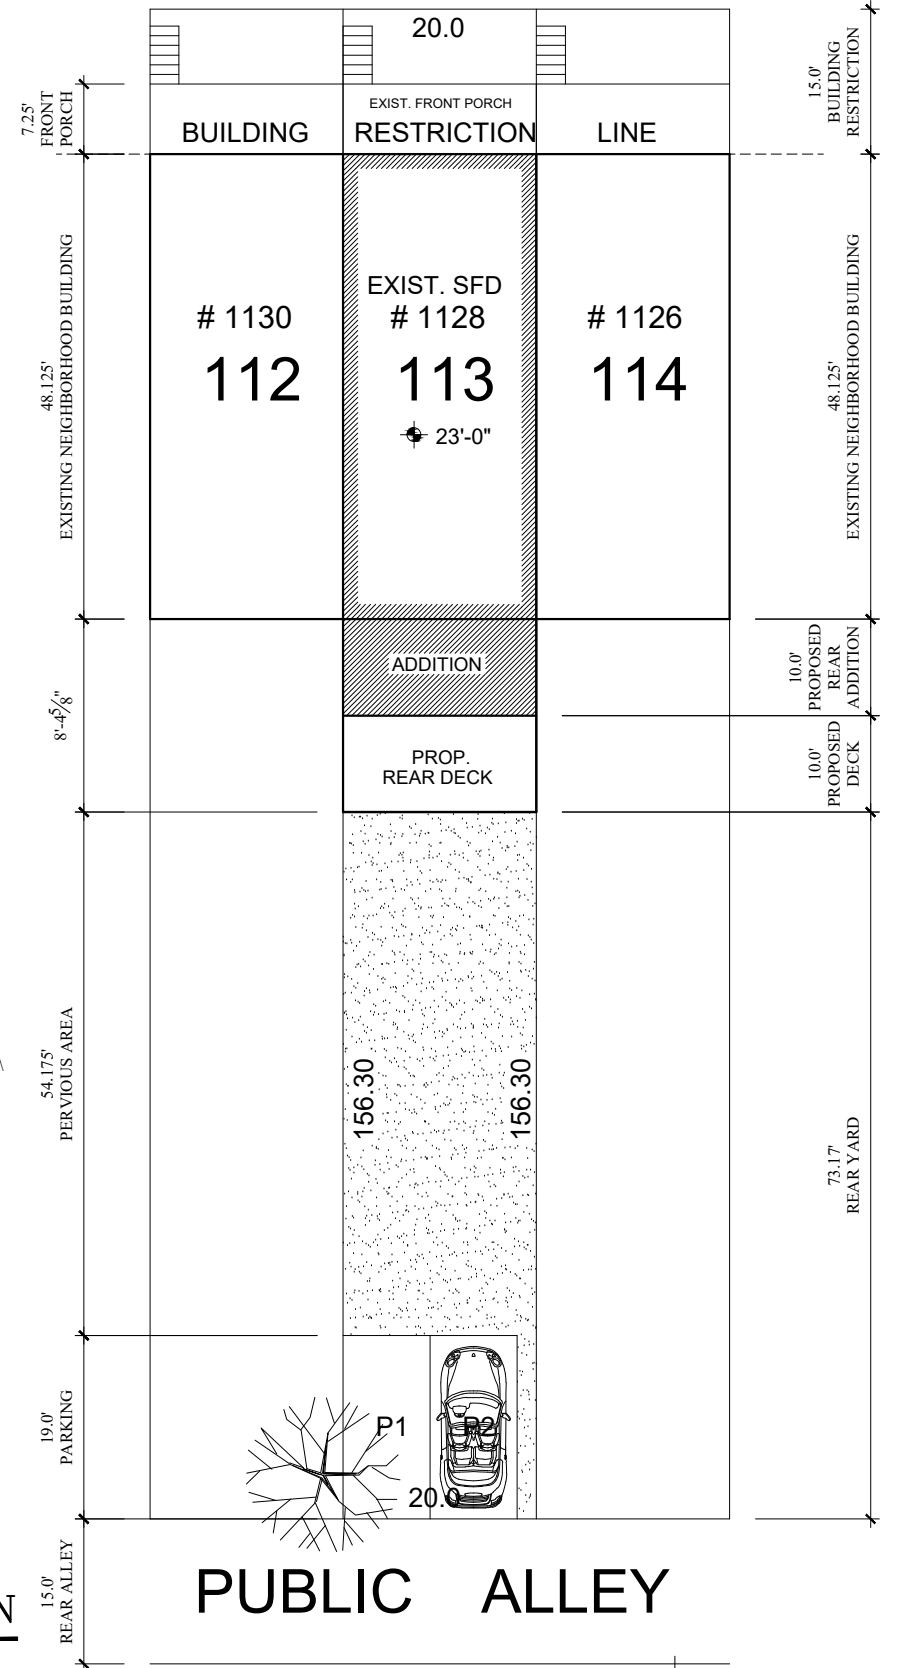 20.0
15.0'
BUILDING
RESTRICTION
7.25'
FRONT
PORCH
EXIST. FRONT PORCH
BUILDING RESTRICTION LINE
48.125'
EXISTING NEIGHBORHOOD BUILDING
# 1130
112
EXIST. SFD
# 1128
113
23'-0"
# 1126
114
48.125'
EXISTING NEIGHBORHOOD BUILDING
8'-4⅝"
ADDITION
10.0'
PROPOSED
REAR
ADDITION
PROP.
REAR DECK
10.0'
PROPOSED
DECK
54.175'
PERVIOUS AREA
156.30
156.30
73.17'
REAR YARD
19.0'
PARKING
P1
P2
20.0
15.0'
REAR ALLEY
PUBLIC ALLEY